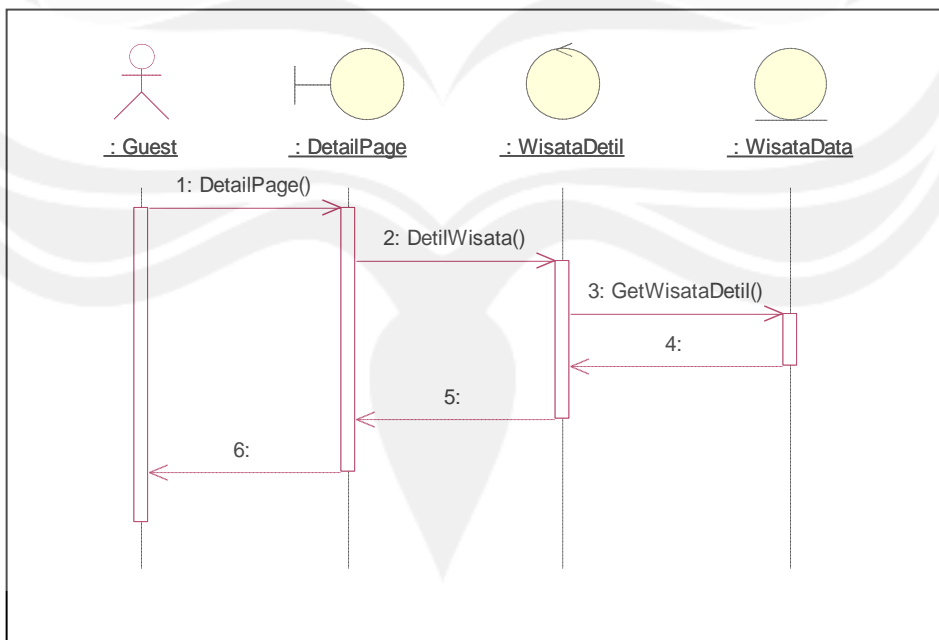 : Guest
: DetailPage
: WisataDetil
: WisataData
1: DetailPage()
2: DetilWisata()
3: GetWisataDetil()
4:
5:
6: